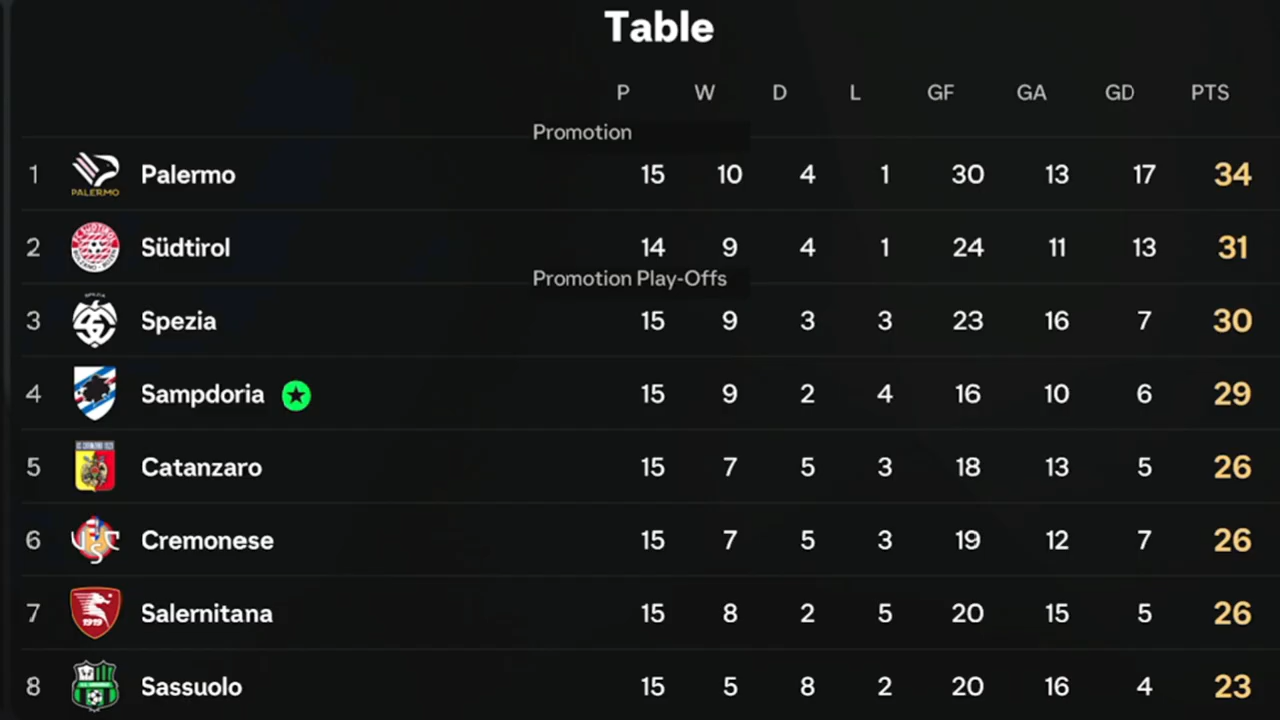 Table
P W D L GF GA GD PTS
Promotion
1 PALERMO Palermo 15 10 4 1 30 13 17 34
2 Südtirol 14 9 4 1 24 11 13 31
Promotion Play-Offs
3 SPEZIA Spezia 15 9 3 3 23 16 7 30
4 Sampdoria 15 9 2 4 16 10 6 29
5 Catanzaro 15 7 5 3 18 13 5 26
6 Cremonese 15 7 5 3 19 12 7 26
7 1919 Salernitana 15 8 2 5 20 15 5 26
8 Sassuolo 15 5 8 2 20 16 4 23